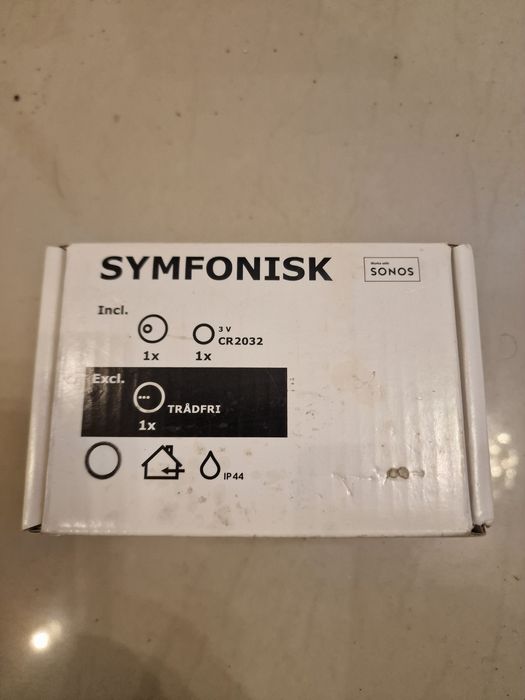 SYMFONISK
Works with
SONOS
Incl.
3 V
CR2032
1x 1x
Excl.
TRÅDFRI
1x
IP44